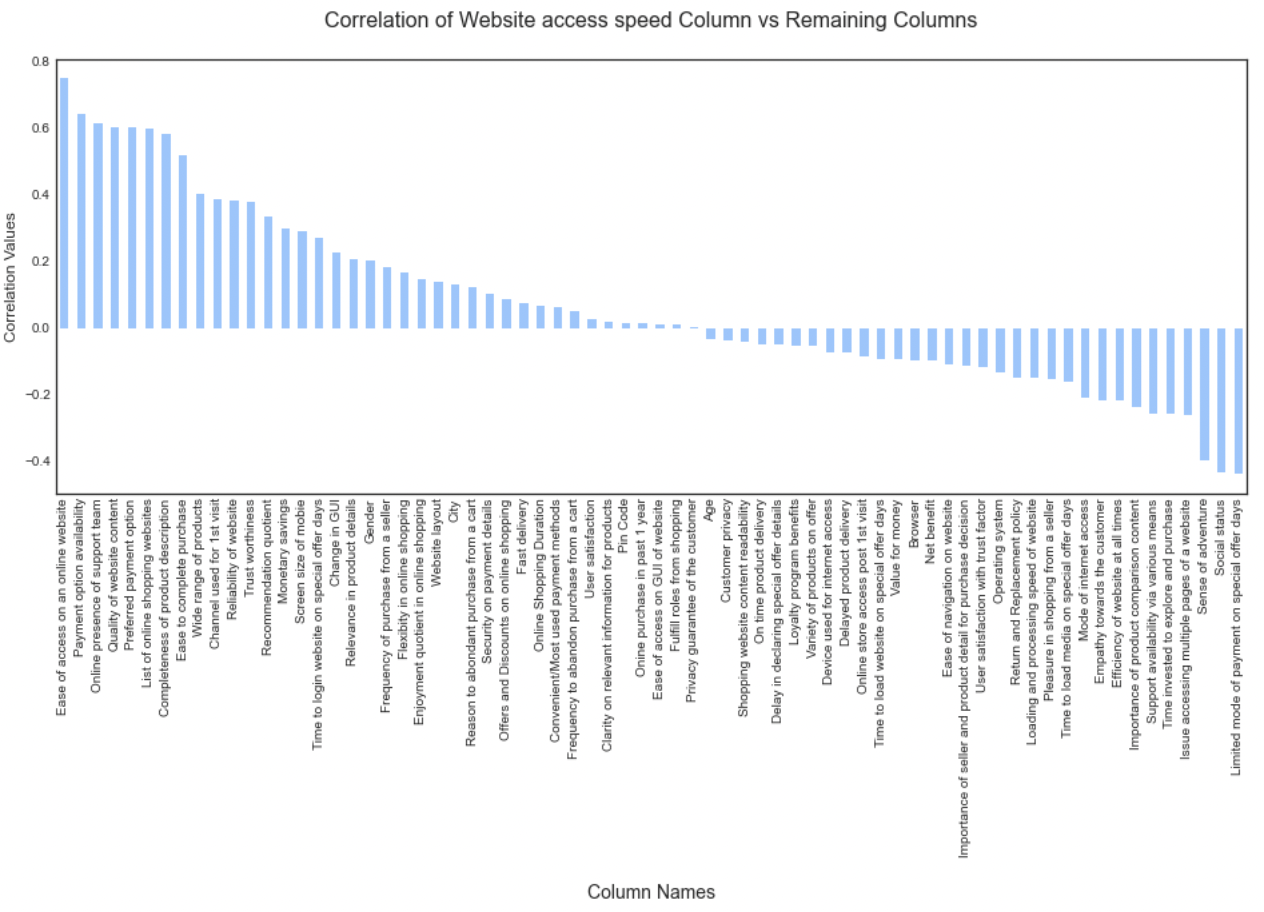 Correlation of Website access speed Column vs Remaining Columns
0.8
0.6
0.4
0.2
0.0
−0.2
−0.4
Correlation Values
Ease of access on an online website
Payment option availability
Online presence of support team
Quality of website content
Preferred payment option
List of online shopping websites
Completeness of product description
Ease to complete purchase
Wide range of products
Channel used for 1st visit
Reliability of website
Trust worthiness
Recommendation quotient
Monetary savings
Screen size of mobie
Time to login website on special offer days
Change in GUI
Relevance in product details
Gender
Frequency of purchase from a seller
Flexibity in online shopping
Enjoyment quotient in online shopping
Website layout
City
Reason to abondant purchase from a cart
Security on payment details
Offers and Discounts on online shopping
Fast delivery
Online Shopping Duration
Convenient/Most used payment methods
Frequency to abandon purchase from a cart
User satisfaction
Clarity on relevant information for products
Pin Code
Online purchase in past 1 year
Ease of access on GUI of website
Fulfill roles from shopping
Privacy guarantee of the customer
Age
Customer privacy
Shopping website content readability
On time product delivery
Delay in declaring special offer details
Loyalty program benefits
Variety of products on offer
Device used for internet access
Delayed product delivery
Online store access post 1st visit
Time to load website on special offer days
Value for money
Browser
Net benefit
Ease of navigation on website
Importance of seller and product detail for purchase decision
User satisfaction with trust factor
Operating system
Return and Replacement policy
Loading and processing speed of website
Pleasure in shopping from a seller
Time to load media on special offer days
Mode of internet access
Empathy towards the customer
Efficiency of website at all times
Importance of product comparison content
Support availability via various means
Time invested to explore and purchase
Issue accessing multiple pages of a website
Sense of adventure
Social status
Limited mode of payment on special offer days
Column Names